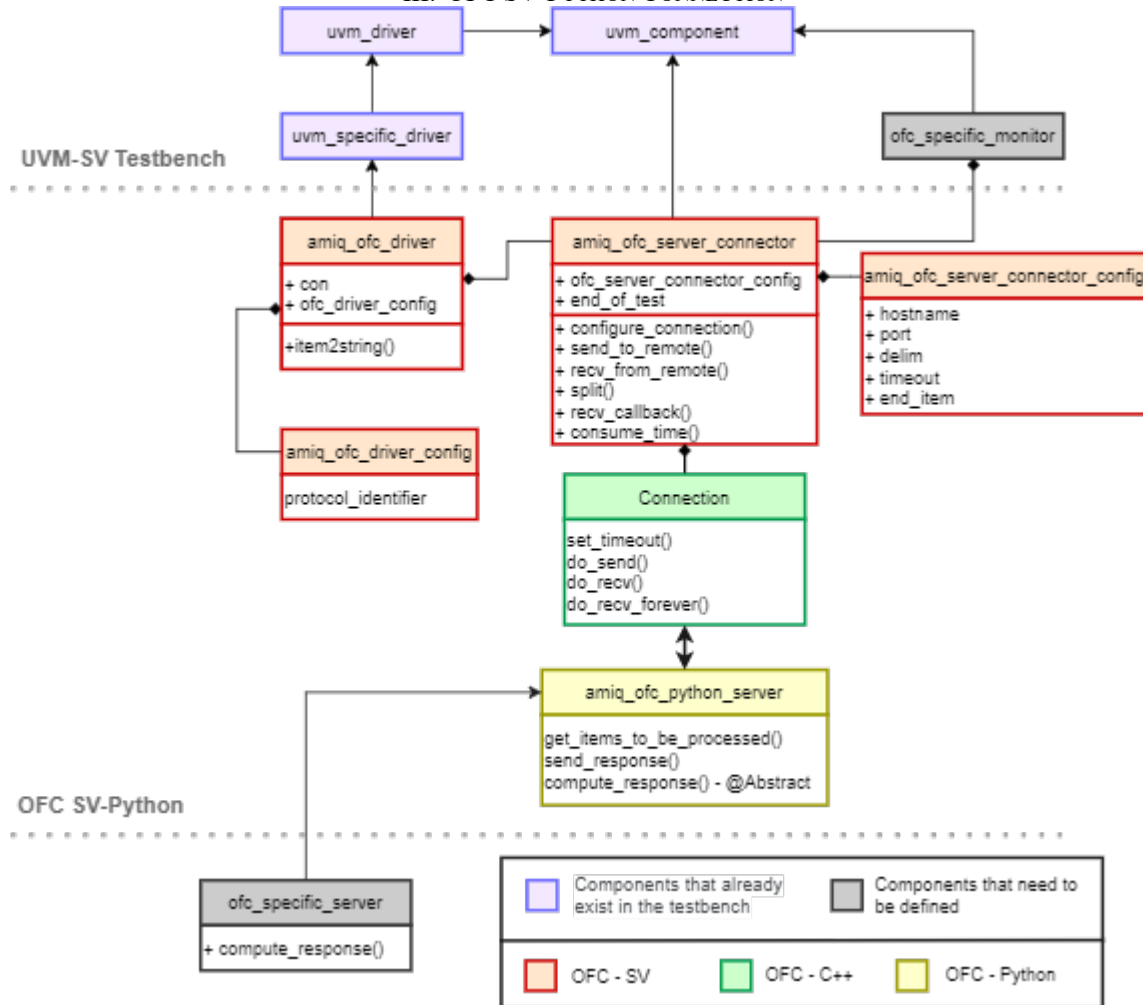 uvm_driver
uvm_component
uvm_specific_driver
ofc_specific_monitor
UVM-SV Testbench
amiq_ofc_driver
+ con
+ ofc_driver_config
+item2string()
amiq_ofc_server_connector
+ ofc_server_connector_config
+ end_of_test
+ configure_connection()
+ send_to_remote()
+ recv_from_remote()
+ split()
+ recv_callback()
+ consume_time()
amiq_ofc_server_connector_config
+ hostname
+ port
+ delim
+ timeout
+ end_item
amiq_ofc_driver_config
protocol_identifier
Connection
set_timeout()
do_send()
do_recv()
do_recv_forever()
amiq_ofc_python_server
get_items_to_be_processed()
send_response()
compute_response() - @Abstract
OFC SV-Python
ofc_specific_server
+ compute_response()
Components that already
exist in the testbench
Components that need to
be defined
OFC - SV
OFC - C++
OFC - Python